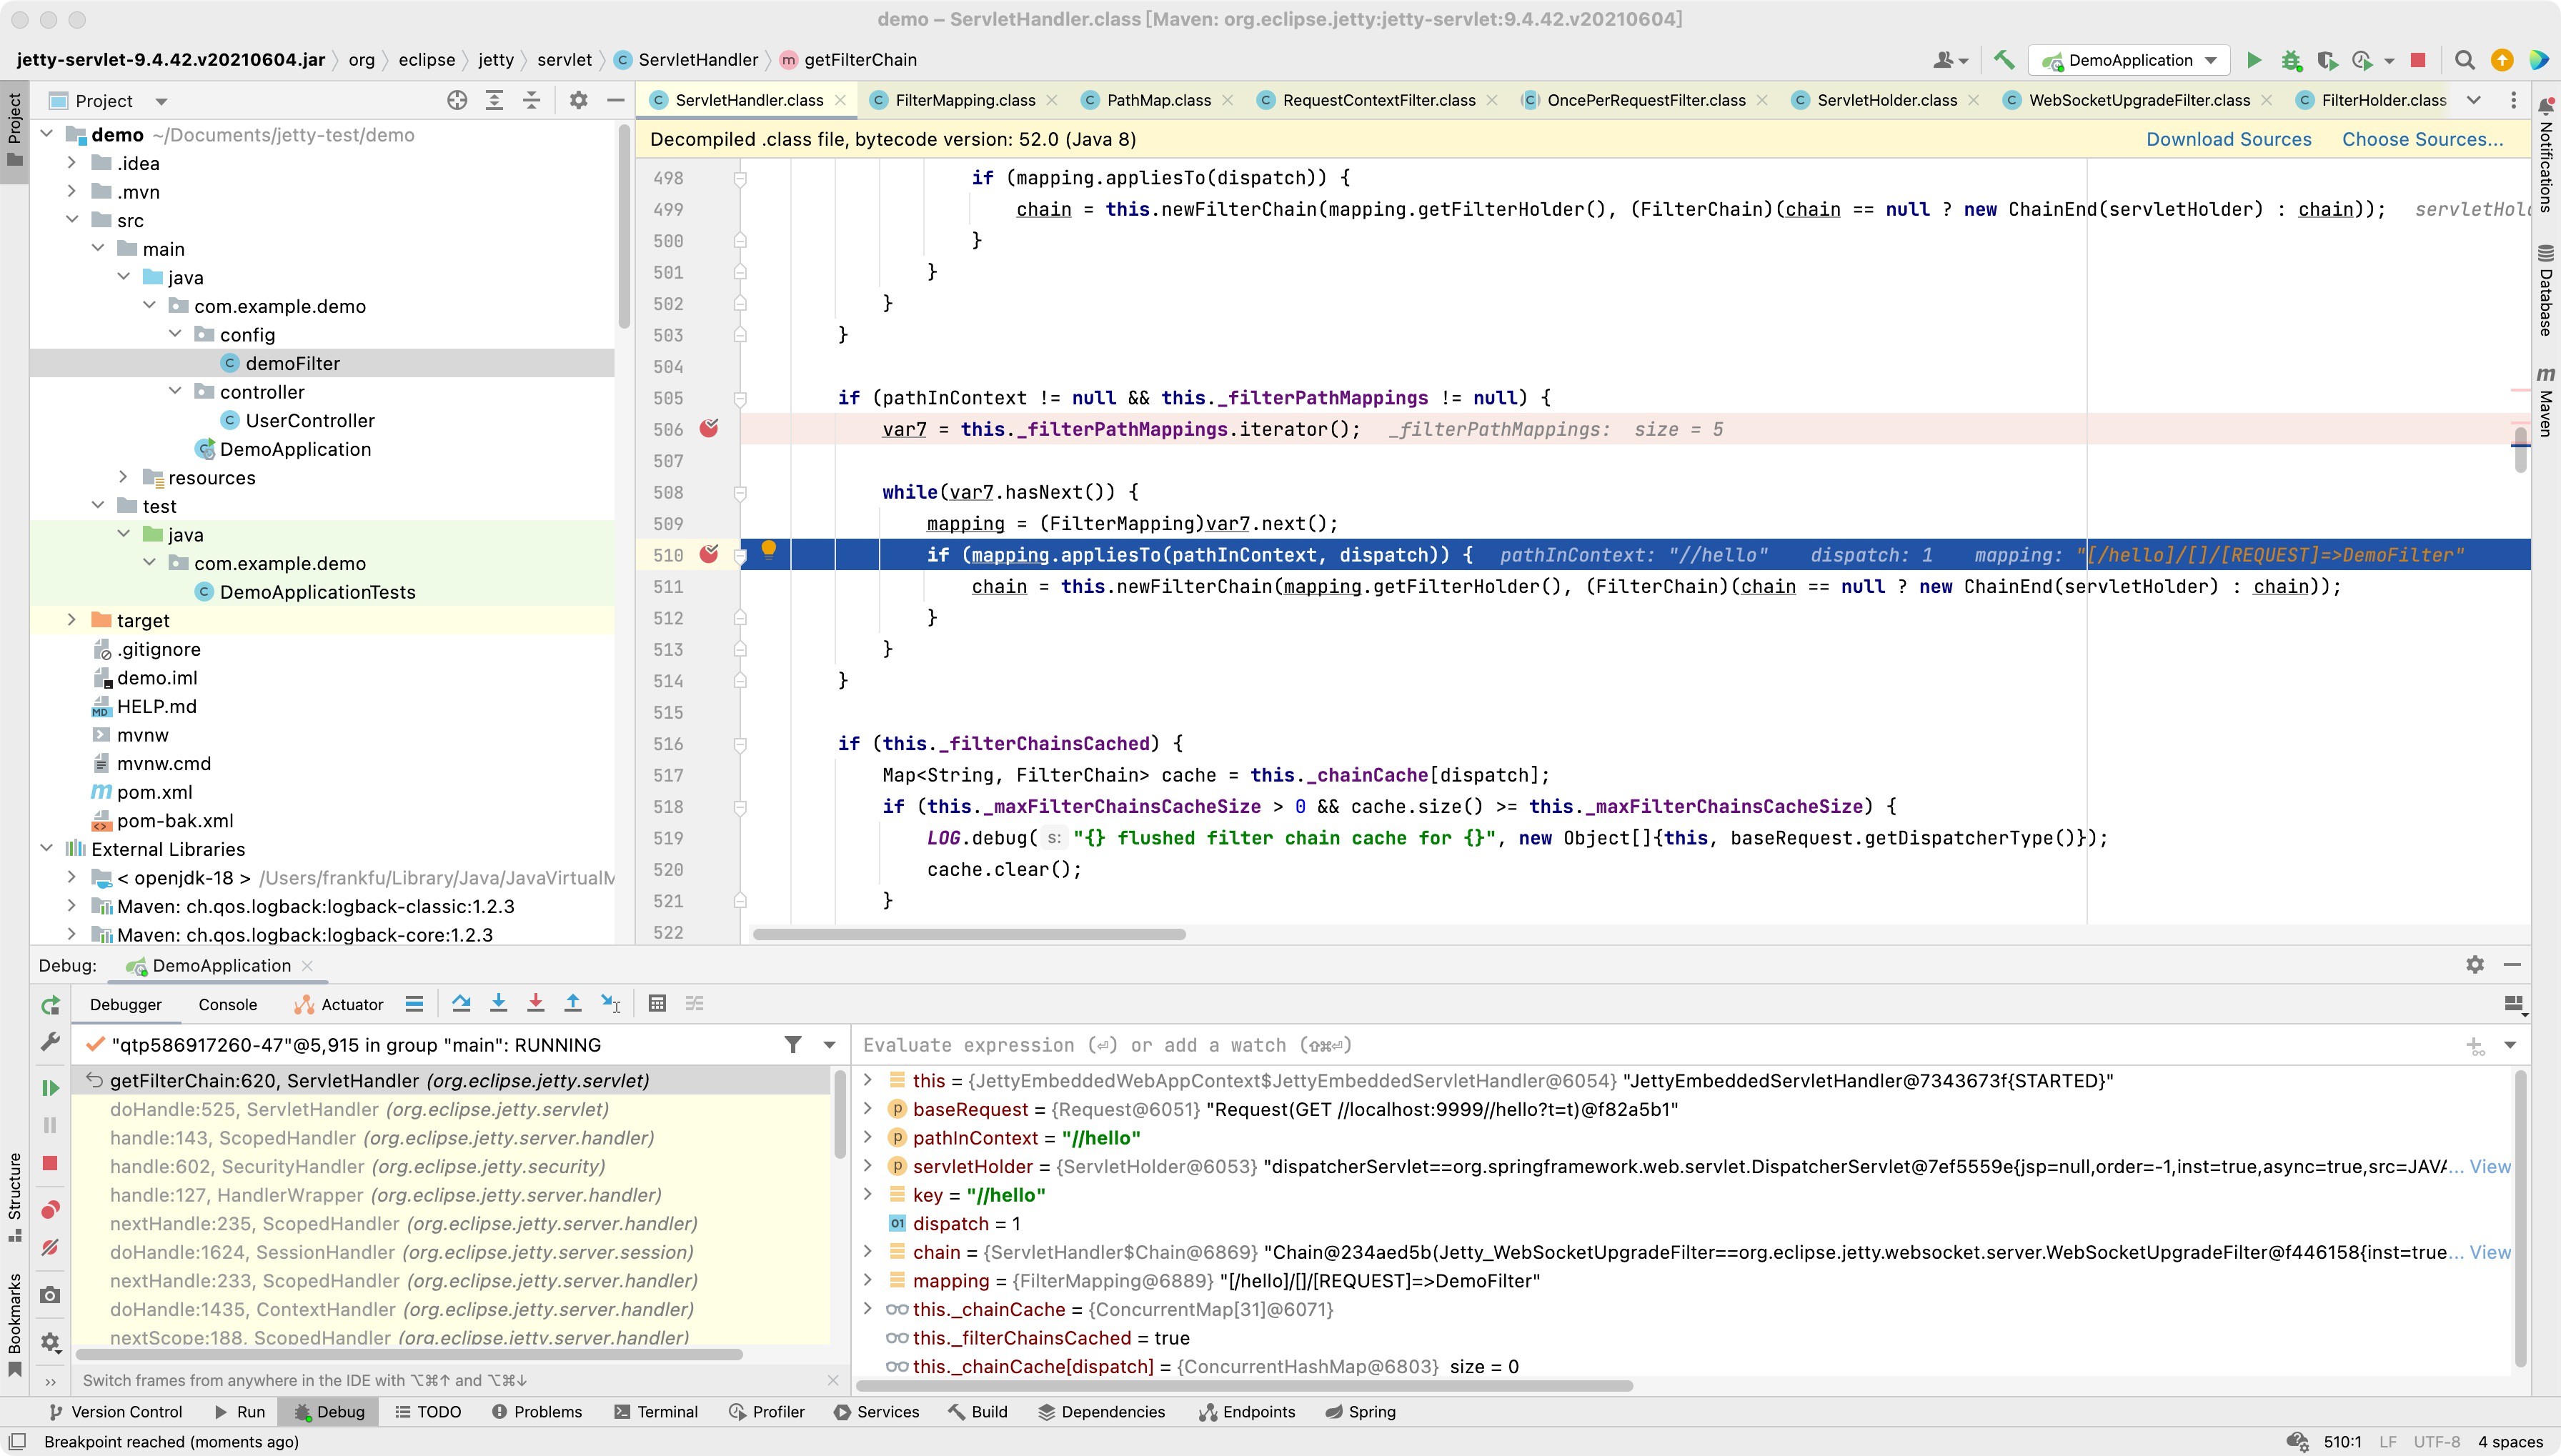 demo – ServletHandler.class [Maven: org.eclipse.jetty:jetty-servlet:9.4.42.v20210604]
jetty-servlet-9.4.42.v20210604.jar org eclipse jetty servlet ServletHandler getFilterChain DemoApplication
Project
Project
ServletHandler.class FilterMapping.class PathMap.class RequestContextFilter.class OncePerRequestFilter.class ServletHolder.class WebSocketUpgradeFilter.class FilterHolder.class
Decompiled .class file, bytecode version: 52.0 (Java 8) Download Sources Choose Sources...
demo ~/Documents/jetty-test/demo
.idea
.mvn
src
main
java
com.example.demo
config
demoFilter
controller
UserController
DemoApplication
resources
test
java
com.example.demo
DemoApplicationTests
target
.gitignore
demo.iml
HELP.md
mvnw
mvnw.cmd
pom.xml
pom-bak.xml
External Libraries
< openjdk-18 > /Users/frankfu/Library/Java/JavaVirtualM
Maven: ch.qos.logback:logback-classic:1.2.3
Maven: ch.qos.logback:logback-core:1.2.3
498 if (mapping.appliesTo(dispatch)) {
499 chain = this.newFilterChain(mapping.getFilterHolder(), (FilterChain)(chain == null ? new ChainEnd(servletHolder) : chain)); servletHol
500 }
501 }
502 }
503 }
504
505 if (pathInContext != null && this._filterPathMappings != null) {
506 var7 = this._filterPathMappings.iterator(); _filterPathMappings: size = 5
507
508 while(var7.hasNext()) {
509 mapping = (FilterMapping)var7.next();
510 if (mapping.appliesTo(pathInContext, dispatch)) { pathInContext: "//hello" dispatch: 1 mapping: "[/hello]/[]/[REQUEST]=>DemoFilter"
511 chain = this.newFilterChain(mapping.getFilterHolder(), (FilterChain)(chain == null ? new ChainEnd(servletHolder) : chain));
512 }
513 }
514 }
515
516 if (this._filterChainsCached) {
517 Map<String, FilterChain> cache = this._chainCache[dispatch];
518 if (this._maxFilterChainsCacheSize > 0 && cache.size() >= this._maxFilterChainsCacheSize) {
519 LOG.debug( s: "{} flushed filter chain cache for {}", new Object[]{this, baseRequest.getDispatcherType()});
520 cache.clear();
521 }
522
Notifications
Database
Maven
Debug: DemoApplication
Debugger Console Actuator
"qtp586917260-47"@5,915 in group "main": RUNNING
getFilterChain:620, ServletHandler (org.eclipse.jetty.servlet)
doHandle:525, ServletHandler (org.eclipse.jetty.servlet)
handle:143, ScopedHandler (org.eclipse.jetty.server.handler)
handle:602, SecurityHandler (org.eclipse.jetty.security)
handle:127, HandlerWrapper (org.eclipse.jetty.server.handler)
nextHandle:235, ScopedHandler (org.eclipse.jetty.server.handler)
doHandle:1624, SessionHandler (org.eclipse.jetty.server.session)
nextHandle:233, ScopedHandler (org.eclipse.jetty.server.handler)
doHandle:1435, ContextHandler (org.eclipse.jetty.server.handler)
nextScope:188, ScopedHandler (org.eclipse.jetty.server.handler)
Switch frames from anywhere in the IDE with ⌥⌘↑ and ⌥⌘↓
Evaluate expression (⏎) or add a watch (⇧⌘⏎)
this = {JettyEmbeddedWebAppContext$JettyEmbeddedServletHandler@6054} "JettyEmbeddedServletHandler@7343673f{STARTED}"
baseRequest = {Request@6051} "Request(GET //localhost:9999//hello?t=t)@f82a5b1"
pathInContext = "//hello"
servletHolder = {ServletHolder@6053} "dispatcherServlet==org.springframework.web.servlet.DispatcherServlet@7ef5559e{jsp=null,order=-1,inst=true,async=true,src=JAVA... View
key = "//hello"
01 dispatch = 1
chain = {ServletHandler$Chain@6869} "Chain@234aed5b(Jetty_WebSocketUpgradeFilter==org.eclipse.jetty.websocket.server.WebSocketUpgradeFilter@f446158{inst=true... View
mapping = {FilterMapping@6889} "[/hello]/[]/[REQUEST]=>DemoFilter"
this._chainCache = {ConcurrentMap[31]@6071}
this._filterChainsCached = true
this._chainCache[dispatch] = {ConcurrentHashMap@6803} size = 0
Structure
Bookmarks
Version Control Run Debug TODO Problems Terminal Profiler Services Build Dependencies Endpoints Spring
Breakpoint reached (moments ago) 510:1 LF UTF-8 4 spaces